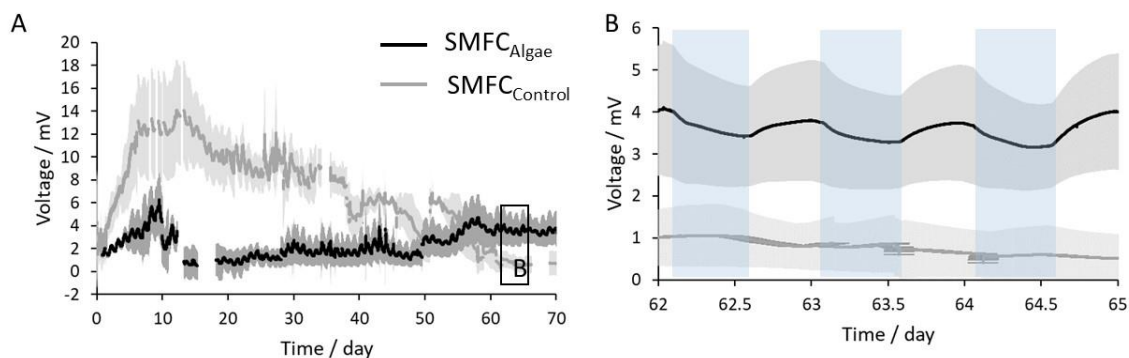 A
B
20
18
16
14
12
10
8
6
4
2
0
-2
Voltage / mV
0 10 20 30 40 50 60 70
Time / day
SMFCAlgae
SMFCControl
B
6
5
4
3
2
1
0
Voltage / mV
62 62.5 63 63.5 64 64.5 65
Time / day